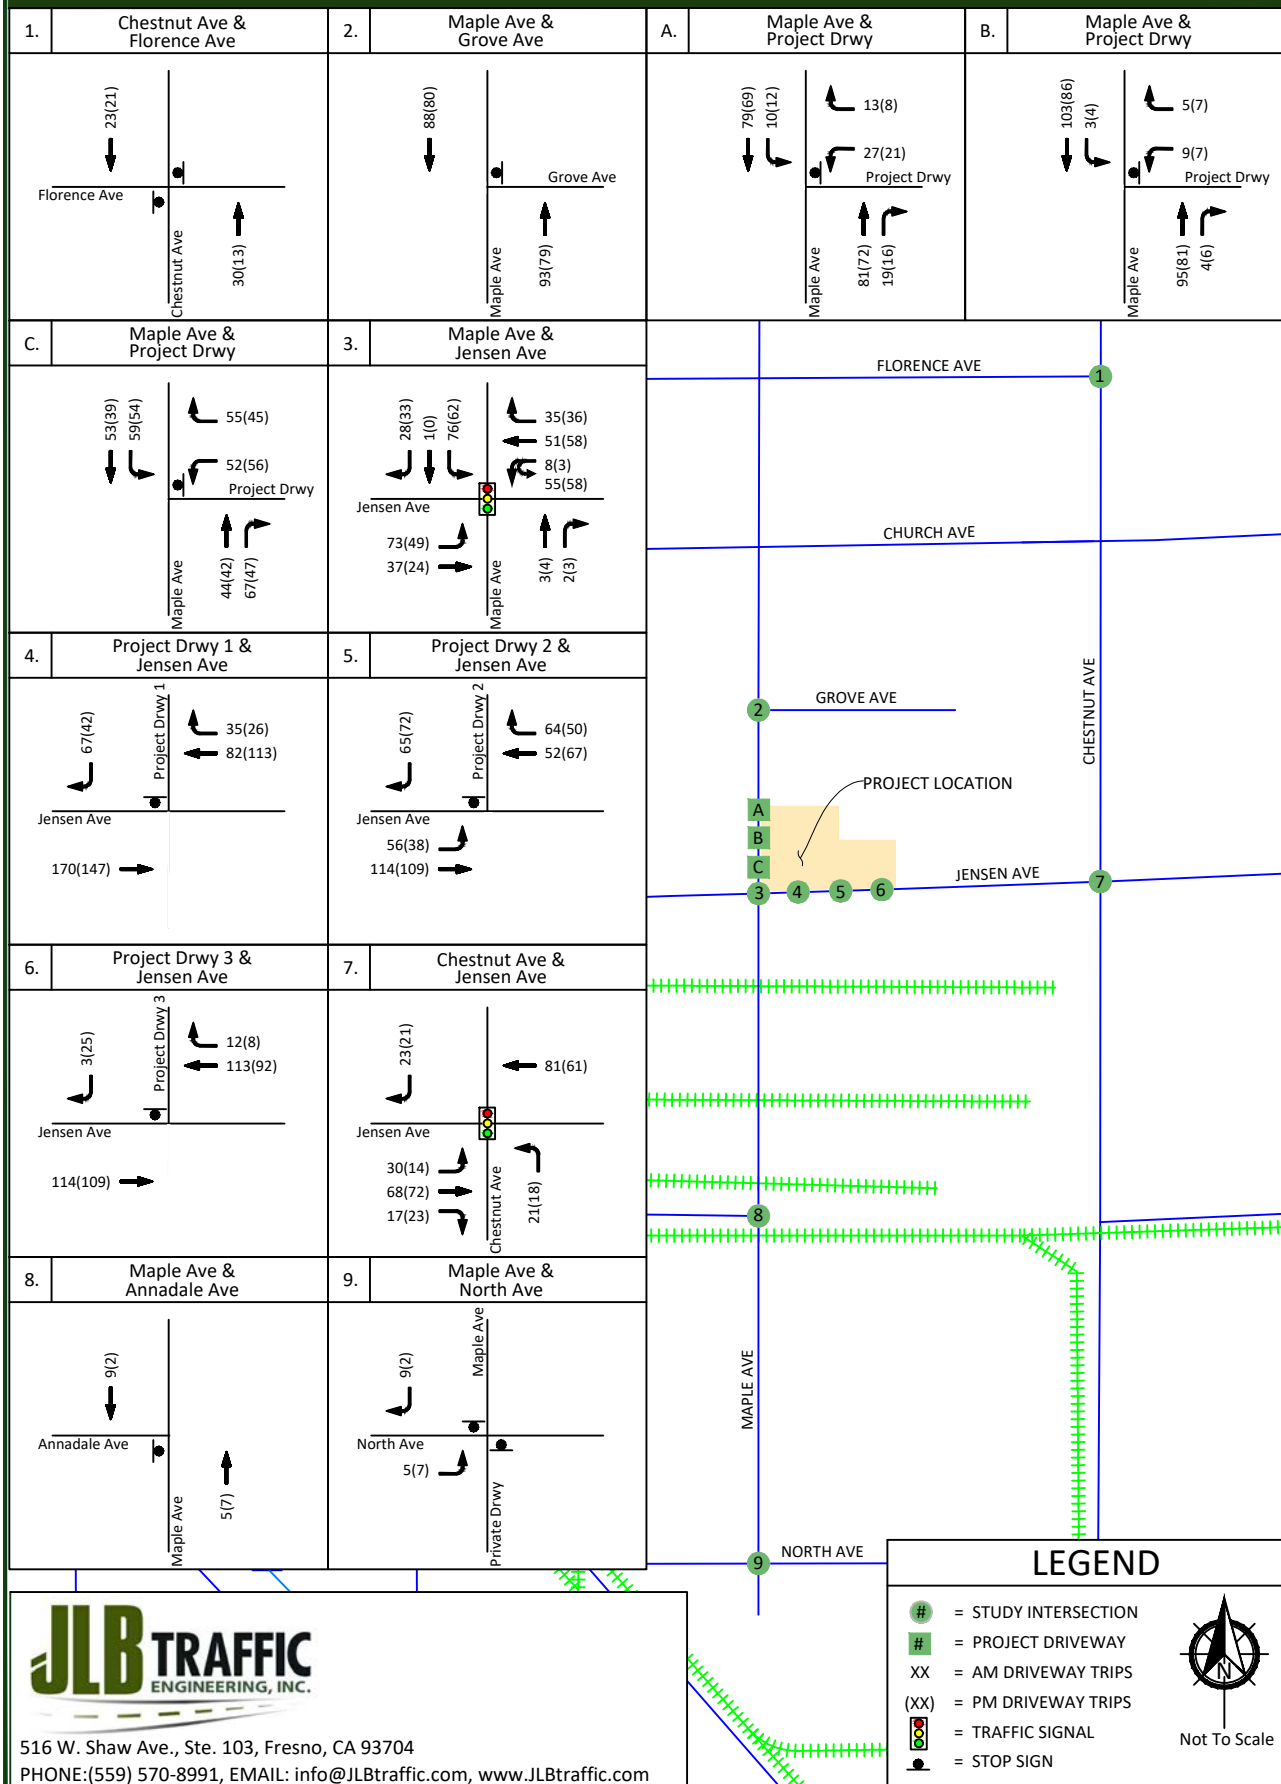 1.
Chestnut Ave &
Florence Ave
23(21)
Florence Ave
Chestnut Ave
30(13)
2.
Maple Ave &
Grove Ave
88(80)
Grove Ave
Maple Ave
93(79)
A.
Maple Ave &
Project Drwy
79(69)
10(12)
13(8)
27(21)
Project Drwy
Maple Ave
81(72)
19(16)
B.
Maple Ave &
Project Drwy
103(86)
3(4)
5(7)
9(7)
Project Drwy
Maple Ave
95(81)
4(6)
C.
Maple Ave &
Project Drwy
53(39)
59(54)
55(45)
52(56)
Project Drwy
Maple Ave
44(42)
67(47)
3.
Maple Ave &
Jensen Ave
28(33)
1(0)
76(62)
35(36)
51(58)
8(3)
55(58)
Jensen Ave
73(49)
37(24)
Maple Ave
3(4)
2(3)
4.
Project Drwy 1 &
Jensen Ave
67(42)
Project Drwy 1
35(26)
82(113)
Jensen Ave
170(147)
5.
Project Drwy 2 &
Jensen Ave
65(72)
Project Drwy 2
64(50)
52(67)
Jensen Ave
56(38)
114(109)
6.
Project Drwy 3 &
Jensen Ave
3(25)
Project Drwy 3
12(8)
113(92)
Jensen Ave
114(109)
7.
Chestnut Ave &
Jensen Ave
23(21)
81(61)
Jensen Ave
30(14)
68(72)
17(23)
Chestnut Ave
21(18)
8.
Maple Ave &
Annadale Ave
9(2)
Annadale Ave
Maple Ave
5(7)
9.
Maple Ave &
North Ave
9(2)
Maple Ave
North Ave
5(7)
Private Drwy
FLORENCE AVE
1
CHURCH AVE
CHESTNUT AVE
GROVE AVE
2
PROJECT LOCATION
A
B
C
JENSEN AVE
3
4
5
6
7
8
MAPLE AVE
NORTH AVE
9
LEGEND
# = STUDY INTERSECTION
# = PROJECT DRIVEWAY
XX = AM DRIVEWAY TRIPS
(XX) = PM DRIVEWAY TRIPS
= TRAFFIC SIGNAL
= STOP SIGN
N
Not To Scale
JLB TRAFFIC
ENGINEERING, INC.
516 W. Shaw Ave., Ste. 103, Fresno, CA 93704
PHONE:(559) 570-8991, EMAIL: info@JLBtraffic.com, www.JLBtraffic.com